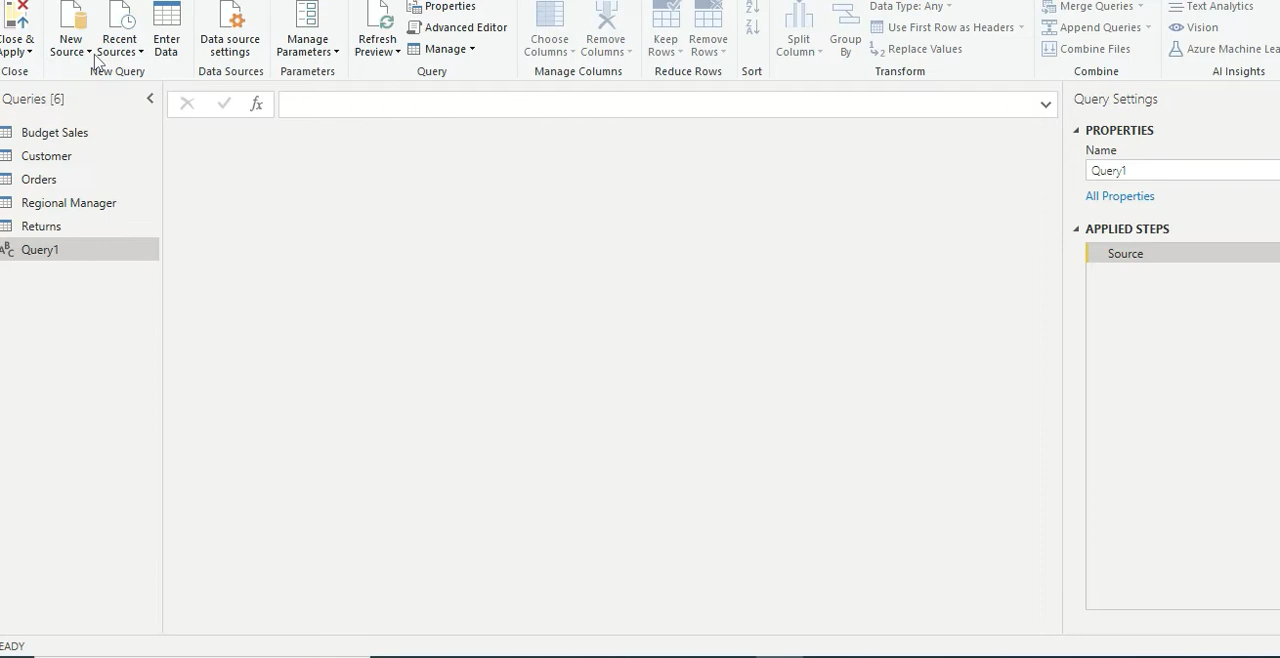 Properties
Data Type: Any
Merge Queries
Text Analytics
Close &
Apply
New
Source
Recent
Sources
Enter
Data
Data source
settings
Manage
Parameters
Refresh
Preview
Advanced Editor
Manage
Choose
Columns
Remove
Columns
Keep
Rows
Remove
Rows
Split
Column
Group
By
Use First Row as Headers
Replace Values
Append Queries
Combine Files
Vision
Azure Machine Lea
Close
New Query
Data Sources
Parameters
Query
Manage Columns
Reduce Rows
Sort
Transform
Combine
AI Insights
Queries [6]
fx
Query Settings
Budget Sales
Customer
Orders
Regional Manager
Returns
ABC Query1
PROPERTIES
Name
Query1
All Properties
APPLIED STEPS
Source
EADY